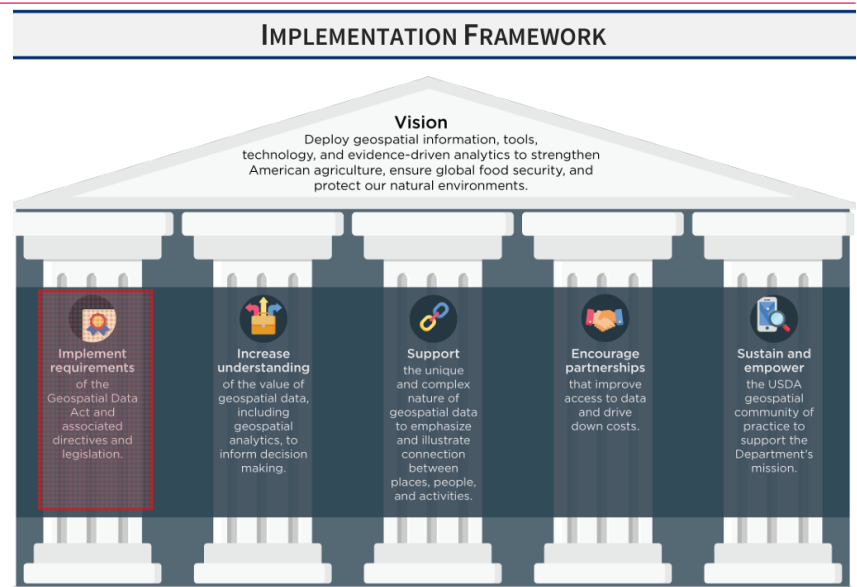 IMPLEMENTATION FRAMEWORK
Vision
Deploy geospatial information, tools,
technology, and evidence-driven analytics to strengthen
American agriculture, ensure global food security, and
protect our natural environments.
Implement
requirements
of the
Geospatial Data
Act and
associated
directives and
legislation.
Increase
understanding
of the value of
geospatial data,
including
geospatial
analytics, to
inform decision
making.
Support
the unique
and complex
nature of
geospatial data
to emphasize
and illustrate
connection
between
places, people,
and activities.
Encourage
partnerships
that improve
access to data
and drive
down costs.
Sustain and
empower
the USDA
geospatial
community of
practice to
support the
Department's
mission.